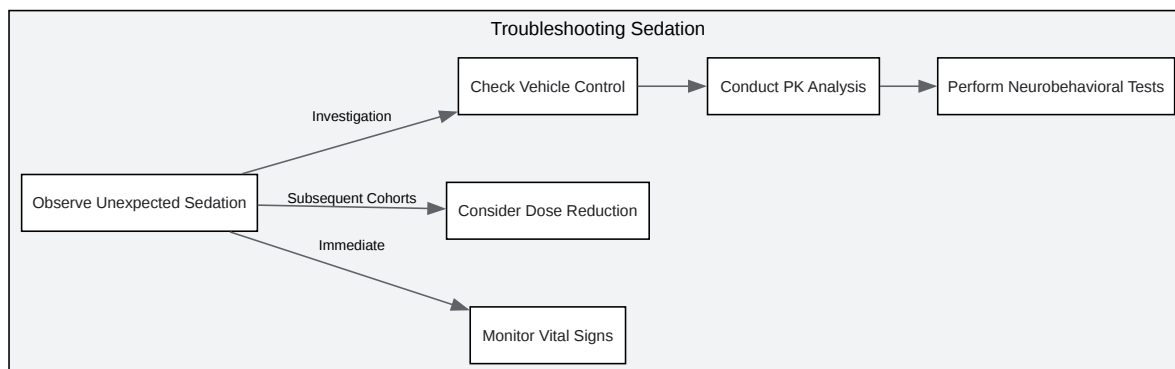 Troubleshooting Sedation
Check Vehicle Control
Conduct PK Analysis
Perform Neurobehavioral Tests
Investigation
Observe Unexpected Sedation
Subsequent Cohorts
Consider Dose Reduction
Immediate
Monitor Vital Signs